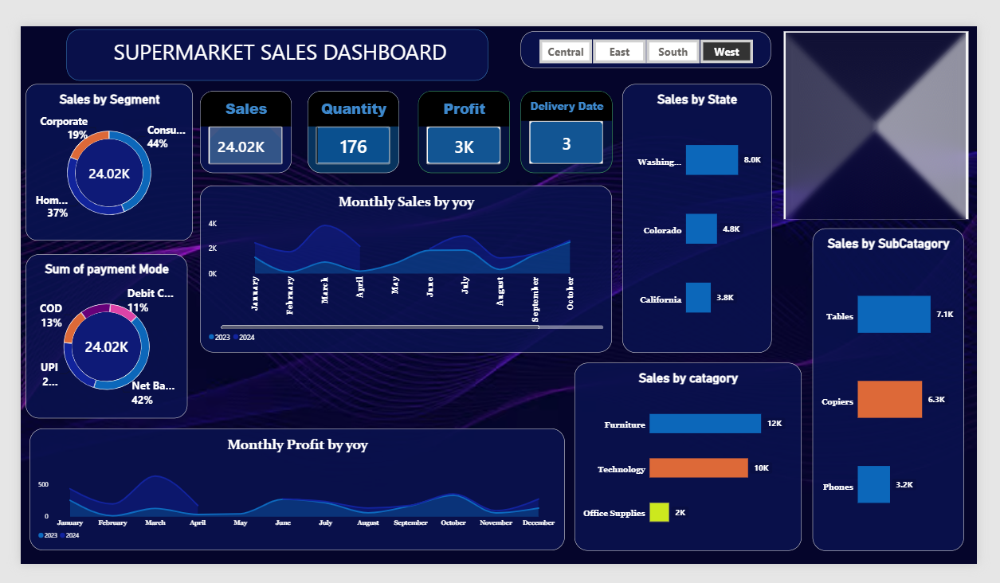 SUPERMARKET SALES DASHBOARD
Central
East
South
West
Sales by Segment
Corporate
19%
Consu...
44%
24.02K
Hom...
37%
Sales
24.02K
Quantity
176
Profit
3K
Delivery Date
3
Sales by State
Washing...
8.0K
Colorado
4.8K
California
3.8K
Monthly Sales by yoy
4K
2K
0K
January
February
March
April
May
June
July
August
September
October
2023
2024
Sum of payment Mode
Debit C...
11%
COD
13%
24.02K
UPI
2...
Net Ba...
42%
Sales by SubCatagory
Tables
7.1K
Copiers
6.3K
Phones
3.2K
Sales by catagory
Furniture
12K
Technology
10K
Office Supplies
2K
Monthly Profit by yoy
500
0
January
February
March
April
May
June
July
August
September
October
November
December
2023
2024